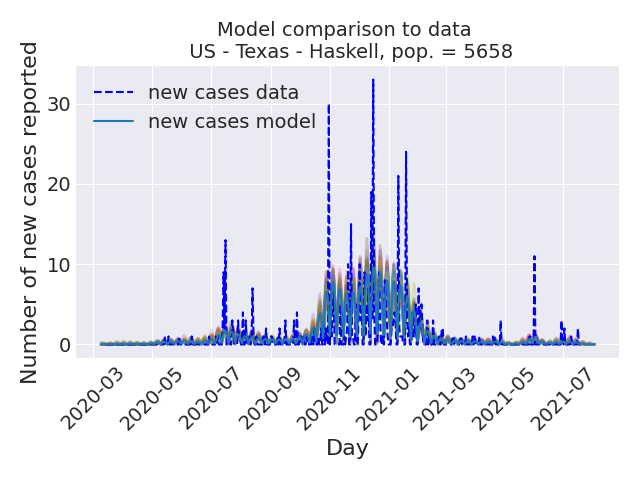 Model comparison to data
US - Texas - Haskell, pop. = 5658
Number of new cases reported
30
20
10
0
new cases data
new cases model
2020-03
2020-05
2020-07
2020-09
2020-11
2021-01
2021-03
2021-05
2021-07
Day